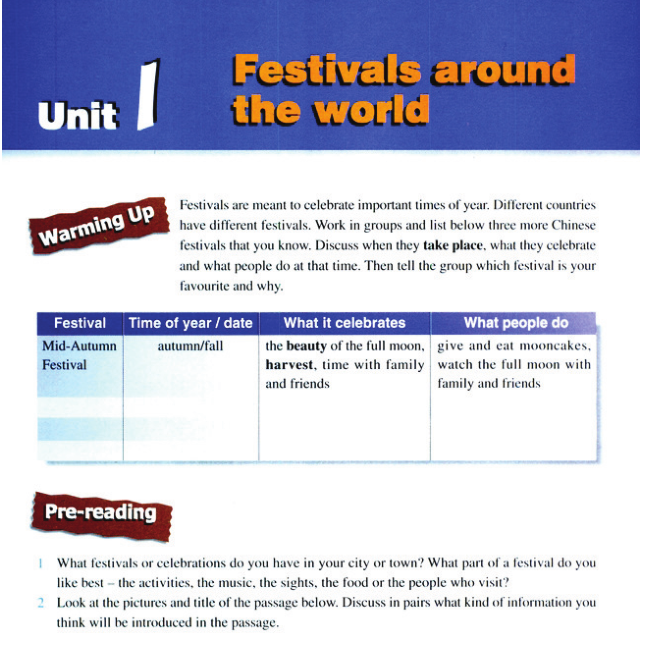 Unit 1
Festivals around
the world
Warming Up
Festivals are meant to celebrate important times of year. Different countries
have different festivals. Work in groups and list below three more Chinese
festivals that you know. Discuss when they take place, what they celebrate
and what people do at that time. Then tell the group which festival is your
favourite and why.
Festival Time of year / date What it celebrates What people do
Mid-Autumn autumn/fall the beauty of the full moon, give and eat mooncakes,
Festival harvest, time with family watch the full moon with
and friends family and friends
Pre-reading
1 What festivals or celebrations do you have in your city or town? What part of a festival do you
like best – the activities, the music, the sights, the food or the people who visit?
2 Look at the pictures and title of the passage below. Discuss in pairs what kind of information you
think will be introduced in the passage.